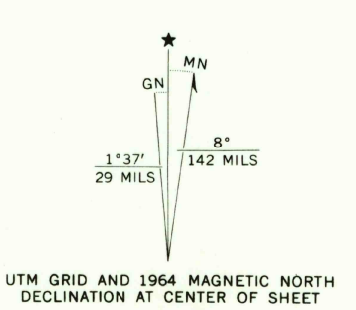 MN
GN
1°37'
29 MILS
8°
142 MILS
UTM GRID AND 1964 MAGNETIC NORTH
DECLINATION AT CENTER OF SHEET